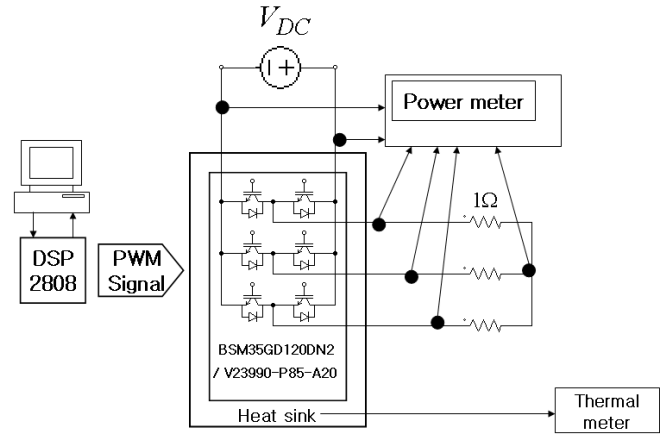 V_DC
Power meter
DSP
2808
PWM
Signal
1Ω
BSM35GD120DN2
/ V23990-P85-A20
Heat sink
Thermal
meter